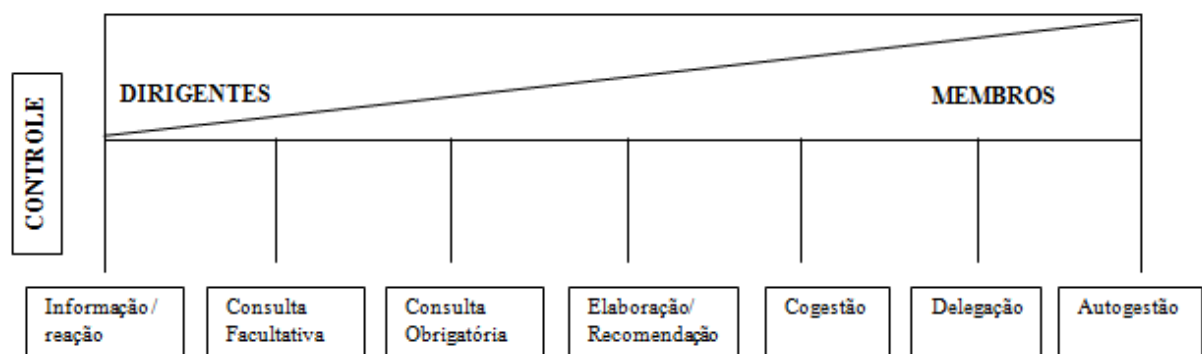 CONTROLE
DIRIGENTES
MEMBROS
Informação/
reação
Consulta
Facultativa
Consulta
Obrigatória
Elaboração/
Recomendação
Cogestão
Delegação
Autogestão